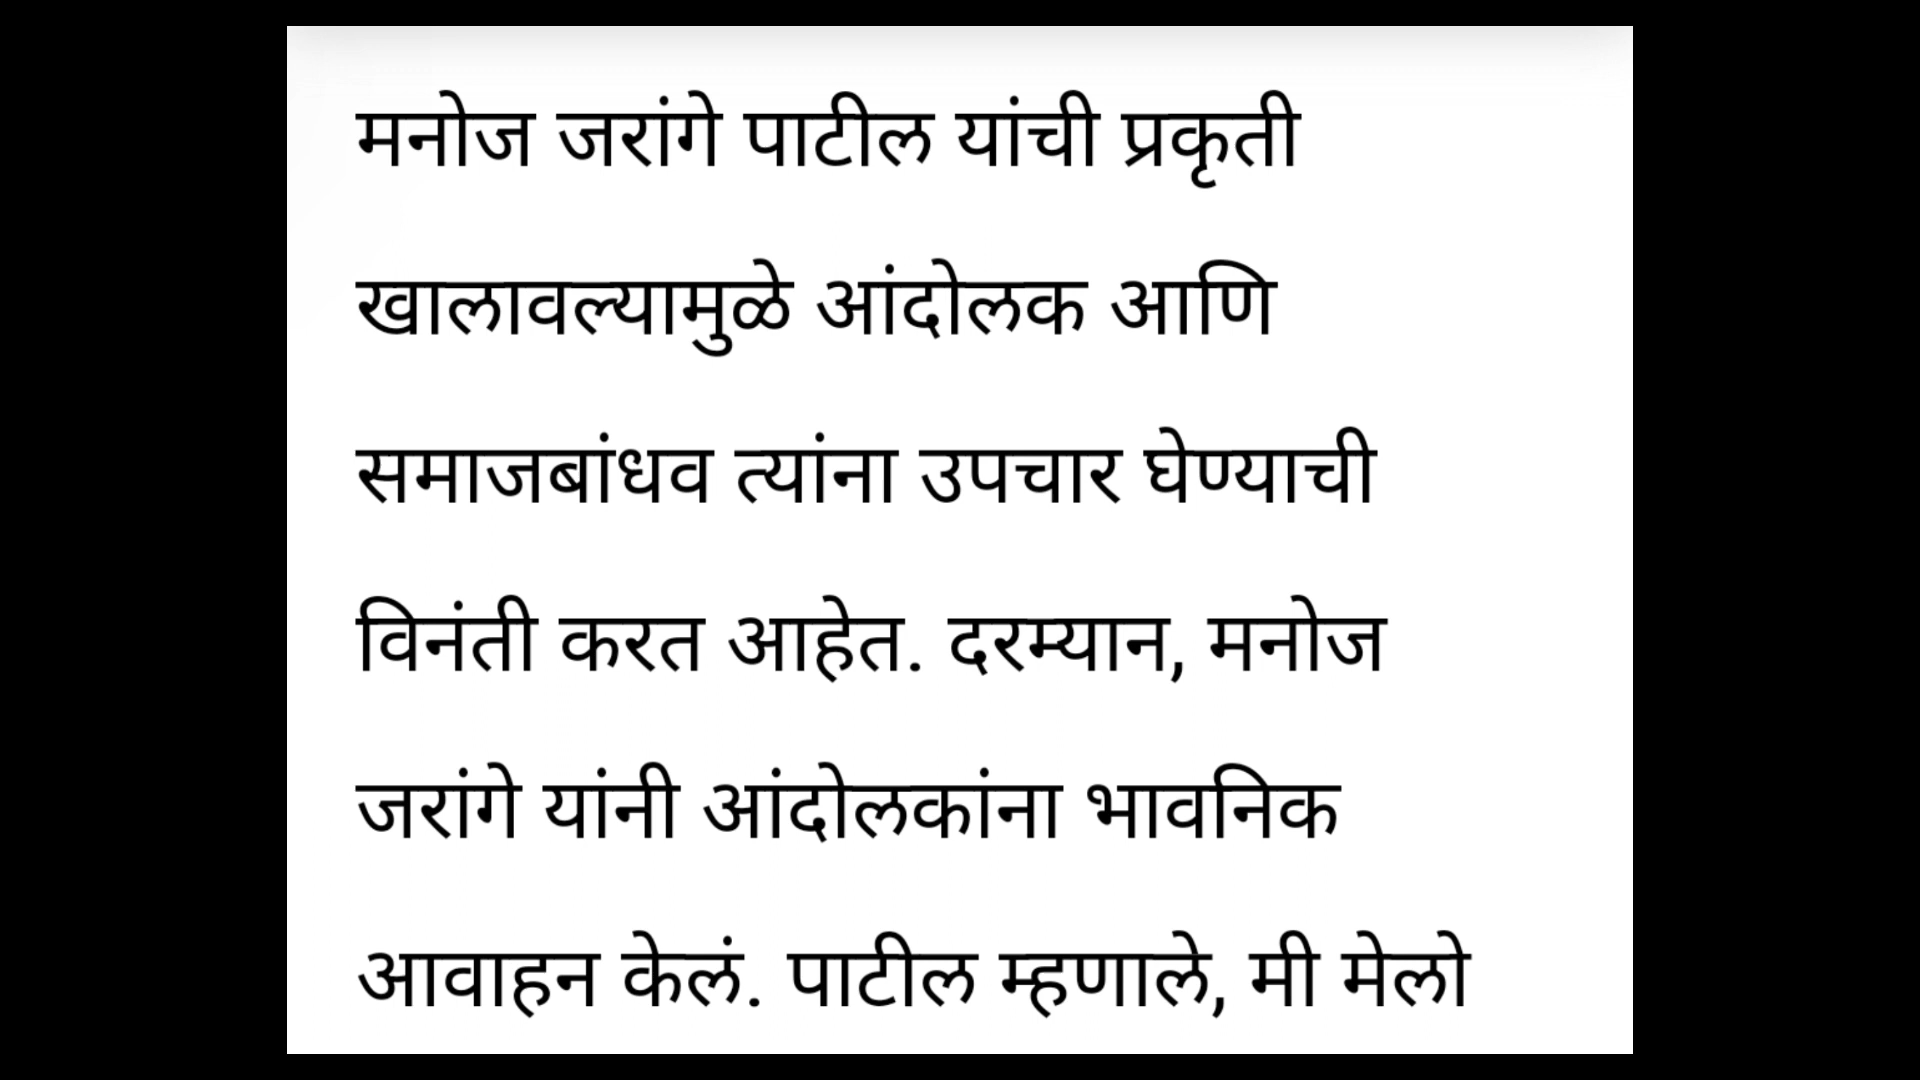 मनोज जरांगे पाटील यांची प्रकृती
खालावल्यामुळे आंदोलक आणि
समाजबांधव त्यांना उपचार घेण्याची
विनंती करत आहेत. दरम्यान, मनोज
जरांगे यांनी आंदोलकांना भावनिक
आवाहन केलं. पाटील म्हणाले, मी मेलो